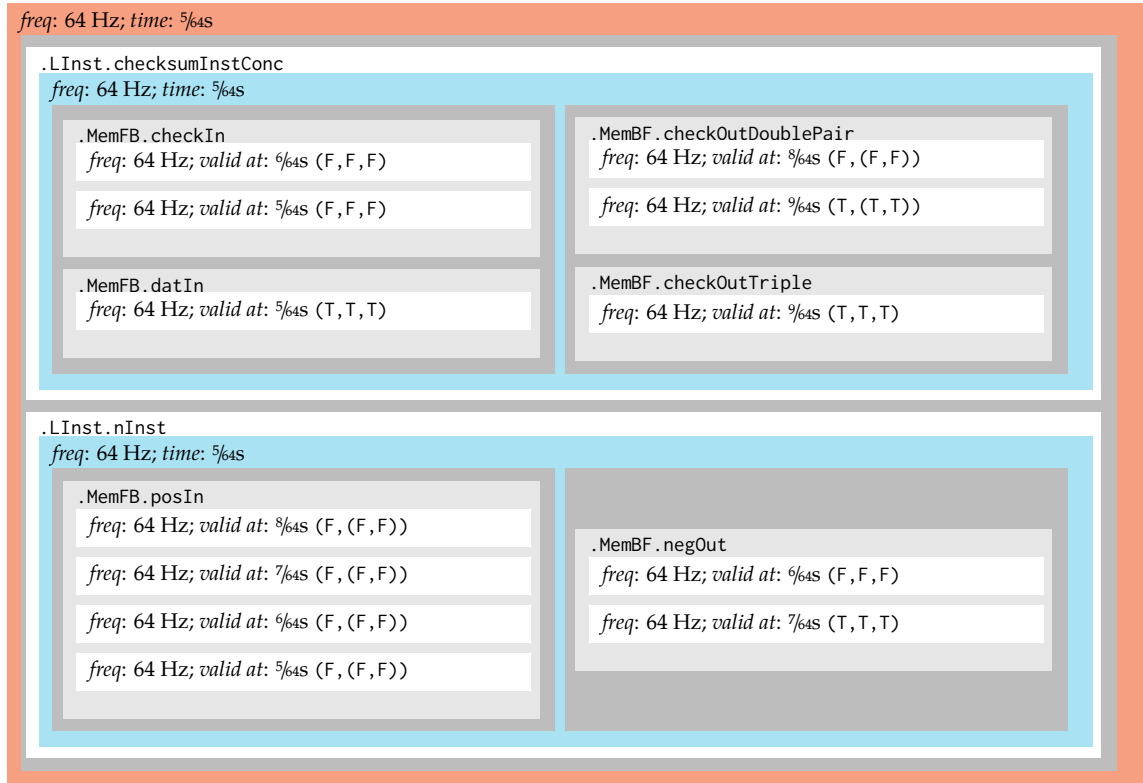 freq: 64 Hz; time: 5/64s
.LInst.checksumInstConc
freq: 64 Hz; time: 5/64s
.MemFB.checkIn
freq: 64 Hz; valid at: 6/64s (F,F,F)
freq: 64 Hz; valid at: 5/64s (F,F,F)
.MemFB.datIn
freq: 64 Hz; valid at: 5/64s (T,T,T)
.MemBF.checkOutDoublePair
freq: 64 Hz; valid at: 8/64s (F,(F,F))
freq: 64 Hz; valid at: 9/64s (T,(T,T))
.MemBF.checkOutTriple
freq: 64 Hz; valid at: 9/64s (T,T,T)
.LInst.nInst
freq: 64 Hz; time: 5/64s
.MemFB.posIn
freq: 64 Hz; valid at: 8/64s (F,(F,F))
freq: 64 Hz; valid at: 7/64s (F,(F,F))
freq: 64 Hz; valid at: 6/64s (F,(F,F))
freq: 64 Hz; valid at: 5/64s (F,(F,F))
.MemBF.negOut
freq: 64 Hz; valid at: 6/64s (F,F,F)
freq: 64 Hz; valid at: 7/64s (T,T,T)